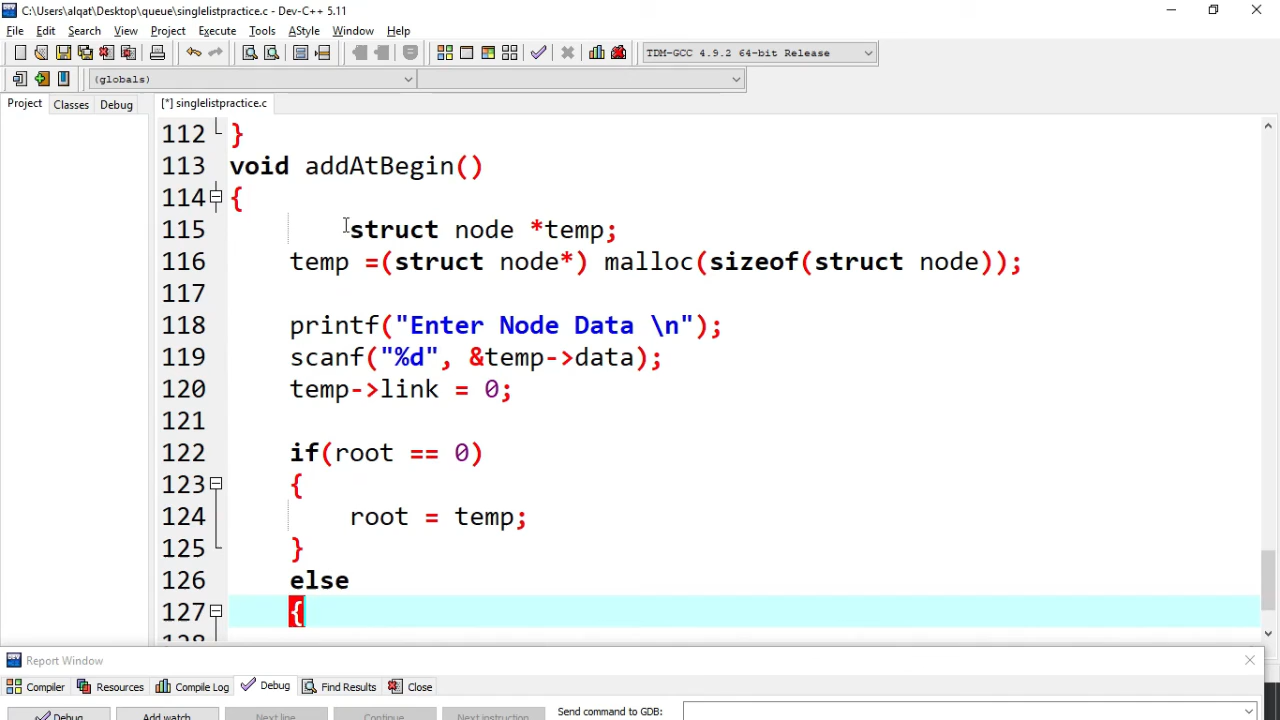 C:\Users\alqat\Desktop\queue\singlelistpractice.c - Dev-C++ 5.11
File Edit Search View Project Execute Tools AStyle Window Help
TDM-GCC 4.9.2 64-bit Release
(globals)
Project Classes Debug [*] singlelistpractice.c
112 }
113 void addAtBegin()
114 {
115 struct node *temp;
116 temp =(struct node*) malloc(sizeof(struct node));
117
118 printf("Enter Node Data \n");
119 scanf("%d", &temp->data);
120 temp->link = 0;
121
122 if(root == 0)
123 {
124 root = temp;
125 }
126 else
127 {
128
Report Window
Compiler Resources Compile Log Debug Find Results Close
Debug Add watch Next line Continue Next instruction Send command to GDB: